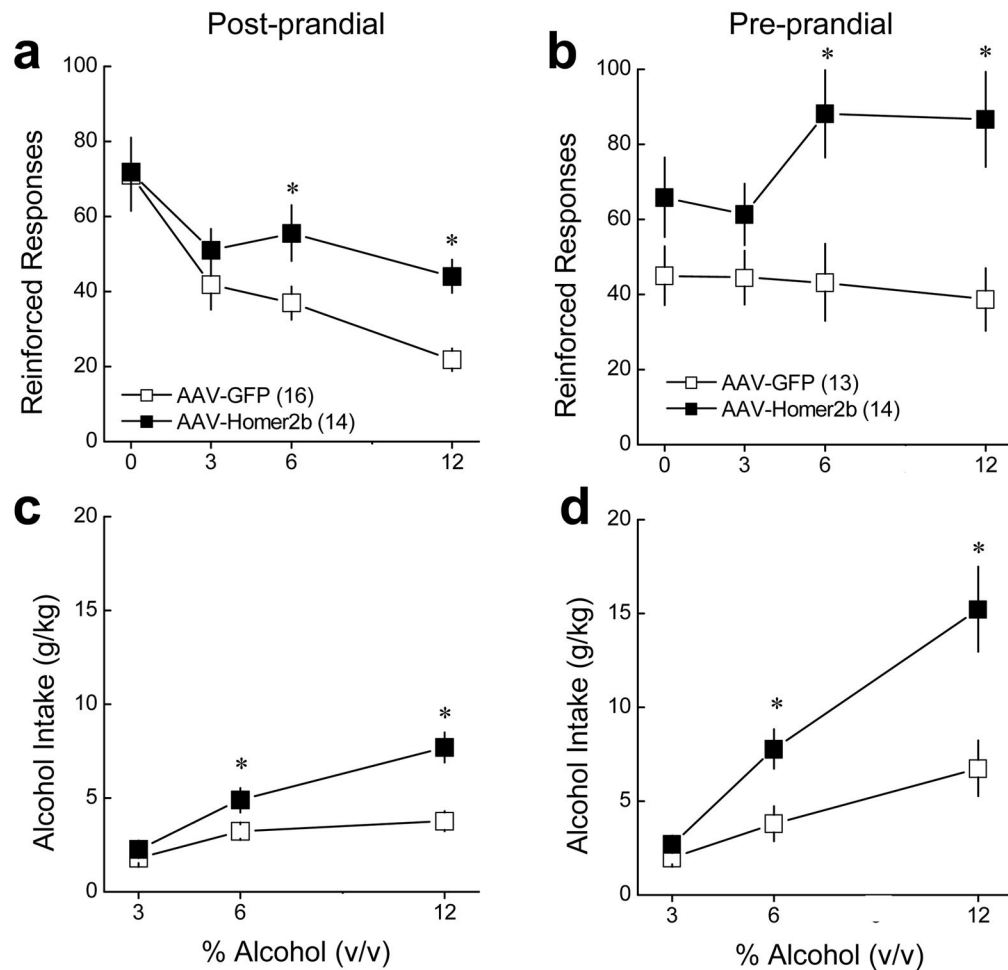 Post-prandial
Pre-prandial
a
100
80
60
40
20
0
Reinforced Responses
*
*
AAV-GFP (16)
AAV-Homer2b (14)
0 3 6 12
b
100
80
60
40
20
0
Reinforced Responses
*
*
AAV-GFP (13)
AAV-Homer2b (14)
0 3 6 12
c
20
15
10
5
0
Alcohol Intake (g/kg)
*
*
3 6 12
% Alcohol (v/v)
d
20
15
10
5
0
Alcohol Intake (g/kg)
*
*
3 6 12
% Alcohol (v/v)